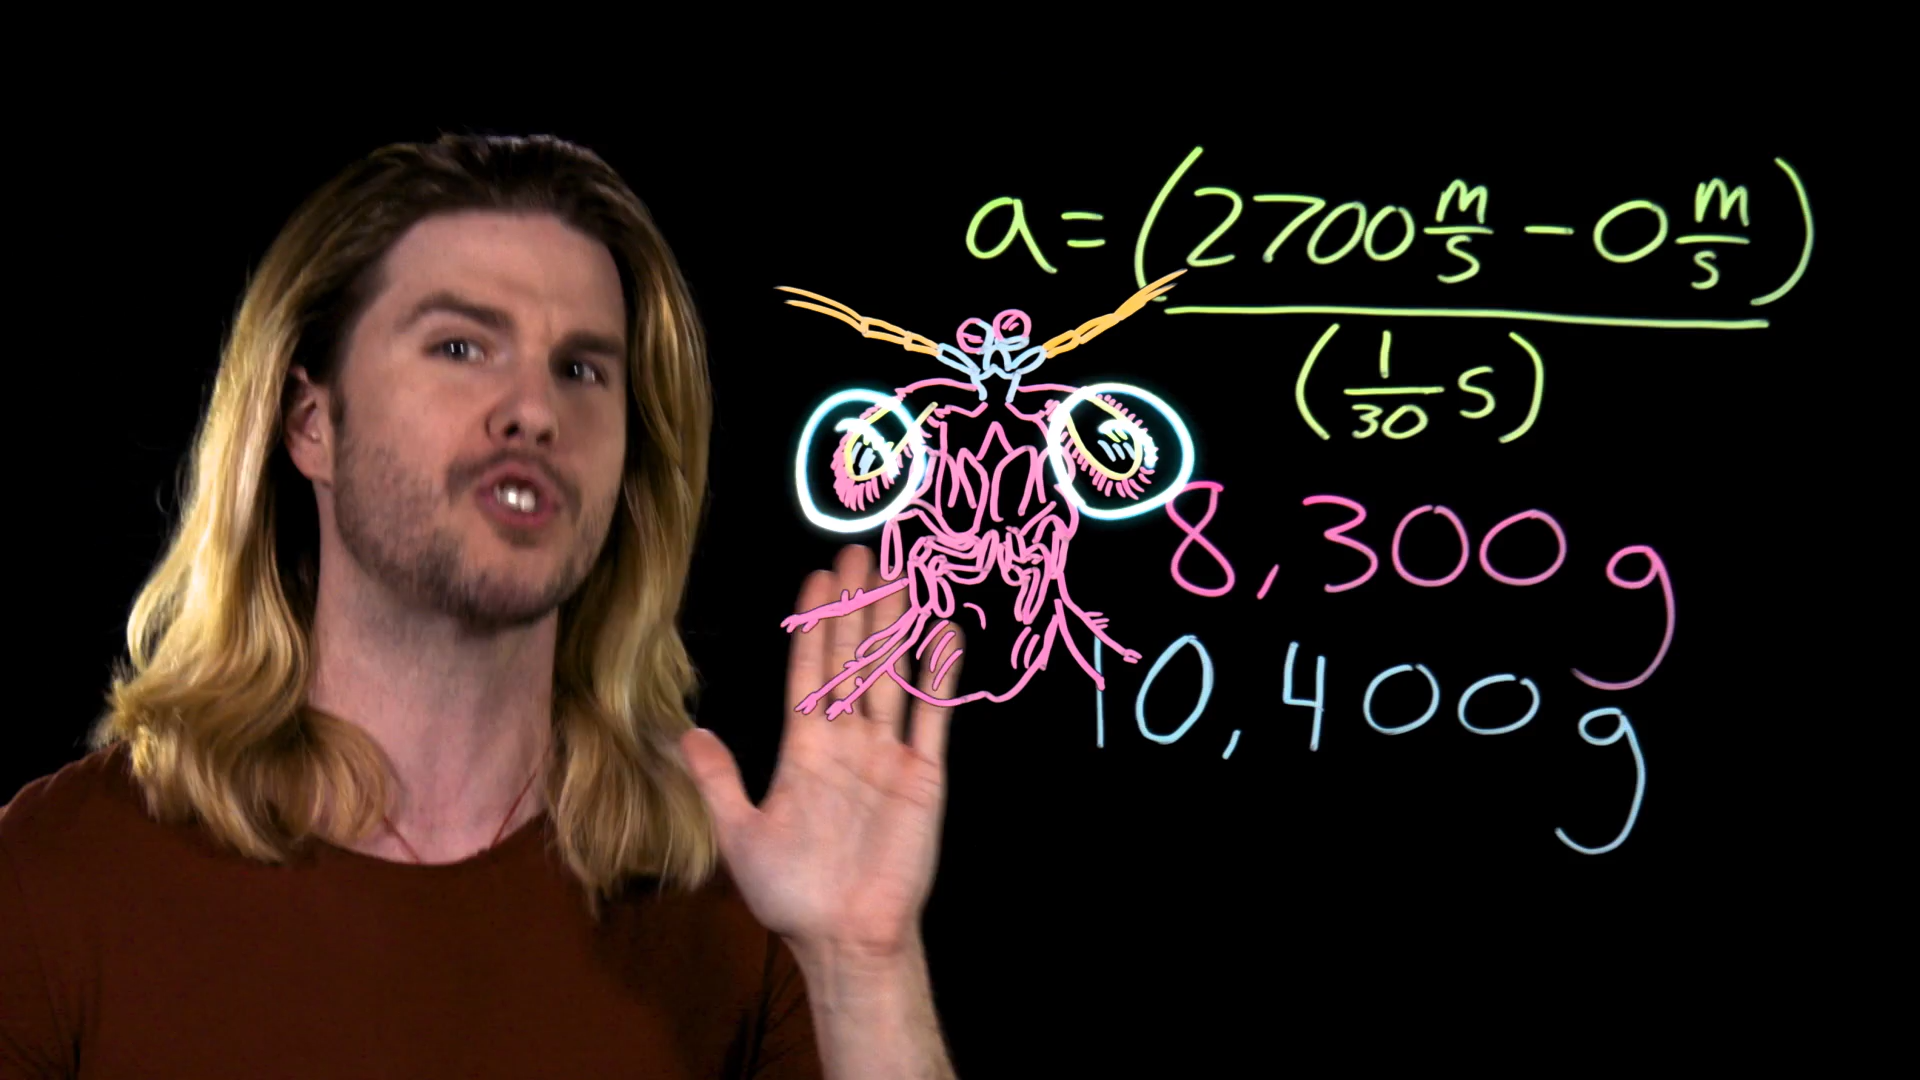 a = (2700 m/s - 0 m/s)
(1/30 s)
8,300 g
10,400 g